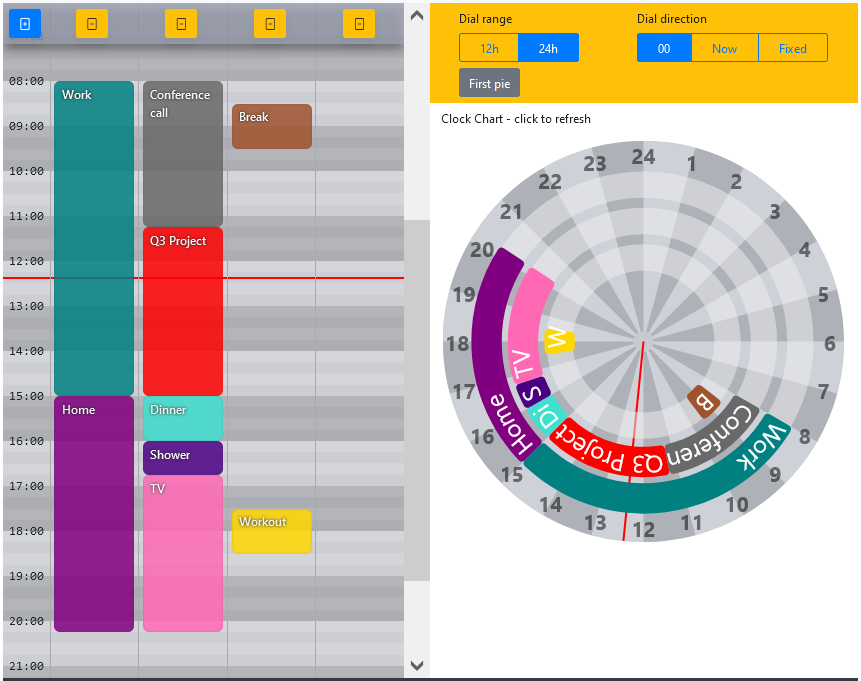 Dial range
Dial direction
12h
24h
00
Now
Fixed
First pie
Clock Chart - click to refresh
08:00
09:00
10:00
11:00
12:00
13:00
14:00
15:00
16:00
17:00
18:00
19:00
20:00
21:00
Work
Home
Conference
call
Q3 Project
Dinner
Shower
TV
Break
Workout
24
1
2
3
4
5
6
7
8
9
10
11
12
13
14
15
16
17
18
19
20
21
22
23
Work
Home
Conferen
Q3 Project
Di
S
TV
B
W